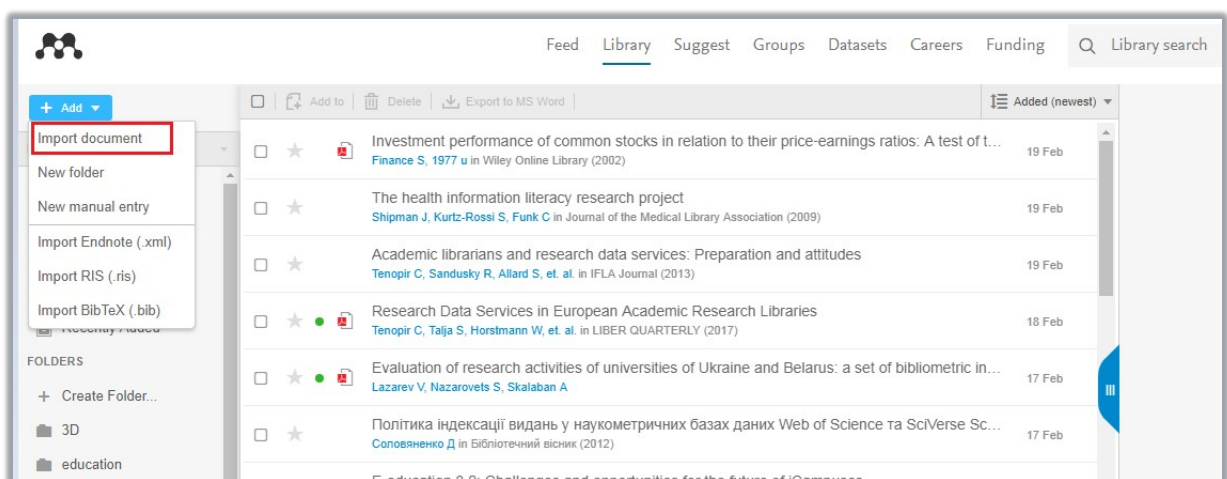 Feed Library Suggest Groups Datasets Careers Funding Library search
+ Add
Add to Delete Export to MS Word Added (newest)
Import document
New folder
New manual entry
Import Endnote (.xml)
Import RIS (.ris)
Import BibTeX (.bib)
Recently Added
FOLDERS
+ Create Folder...
3D
education
Investment performance of common stocks in relation to their price-earnings ratios: A test of t...
Finance S, 1977 u in Wiley Online Library (2002)
19 Feb
The health information literacy research project
Shipman J, Kurtz-Rossi S, Funk C in Journal of the Medical Library Association (2009)
19 Feb
Academic librarians and research data services: Preparation and attitudes
Tenopir C, Sandusky R, Allard S, et. al. in IFLA Journal (2013)
19 Feb
Research Data Services in European Academic Research Libraries
Tenopir C, Talja S, Horstmann W, et. al. in LIBER QUARTERLY (2017)
18 Feb
Evaluation of research activities of universities of Ukraine and Belarus: a set of bibliometric in...
Lazarev V, Nazarovets S, Skalaban A
17 Feb
Політика індексації видань у наукометричних базах даних Web of Science та SciVerse Sc...
Соловяненко Д in Бібліотечний вісник (2012)
17 Feb